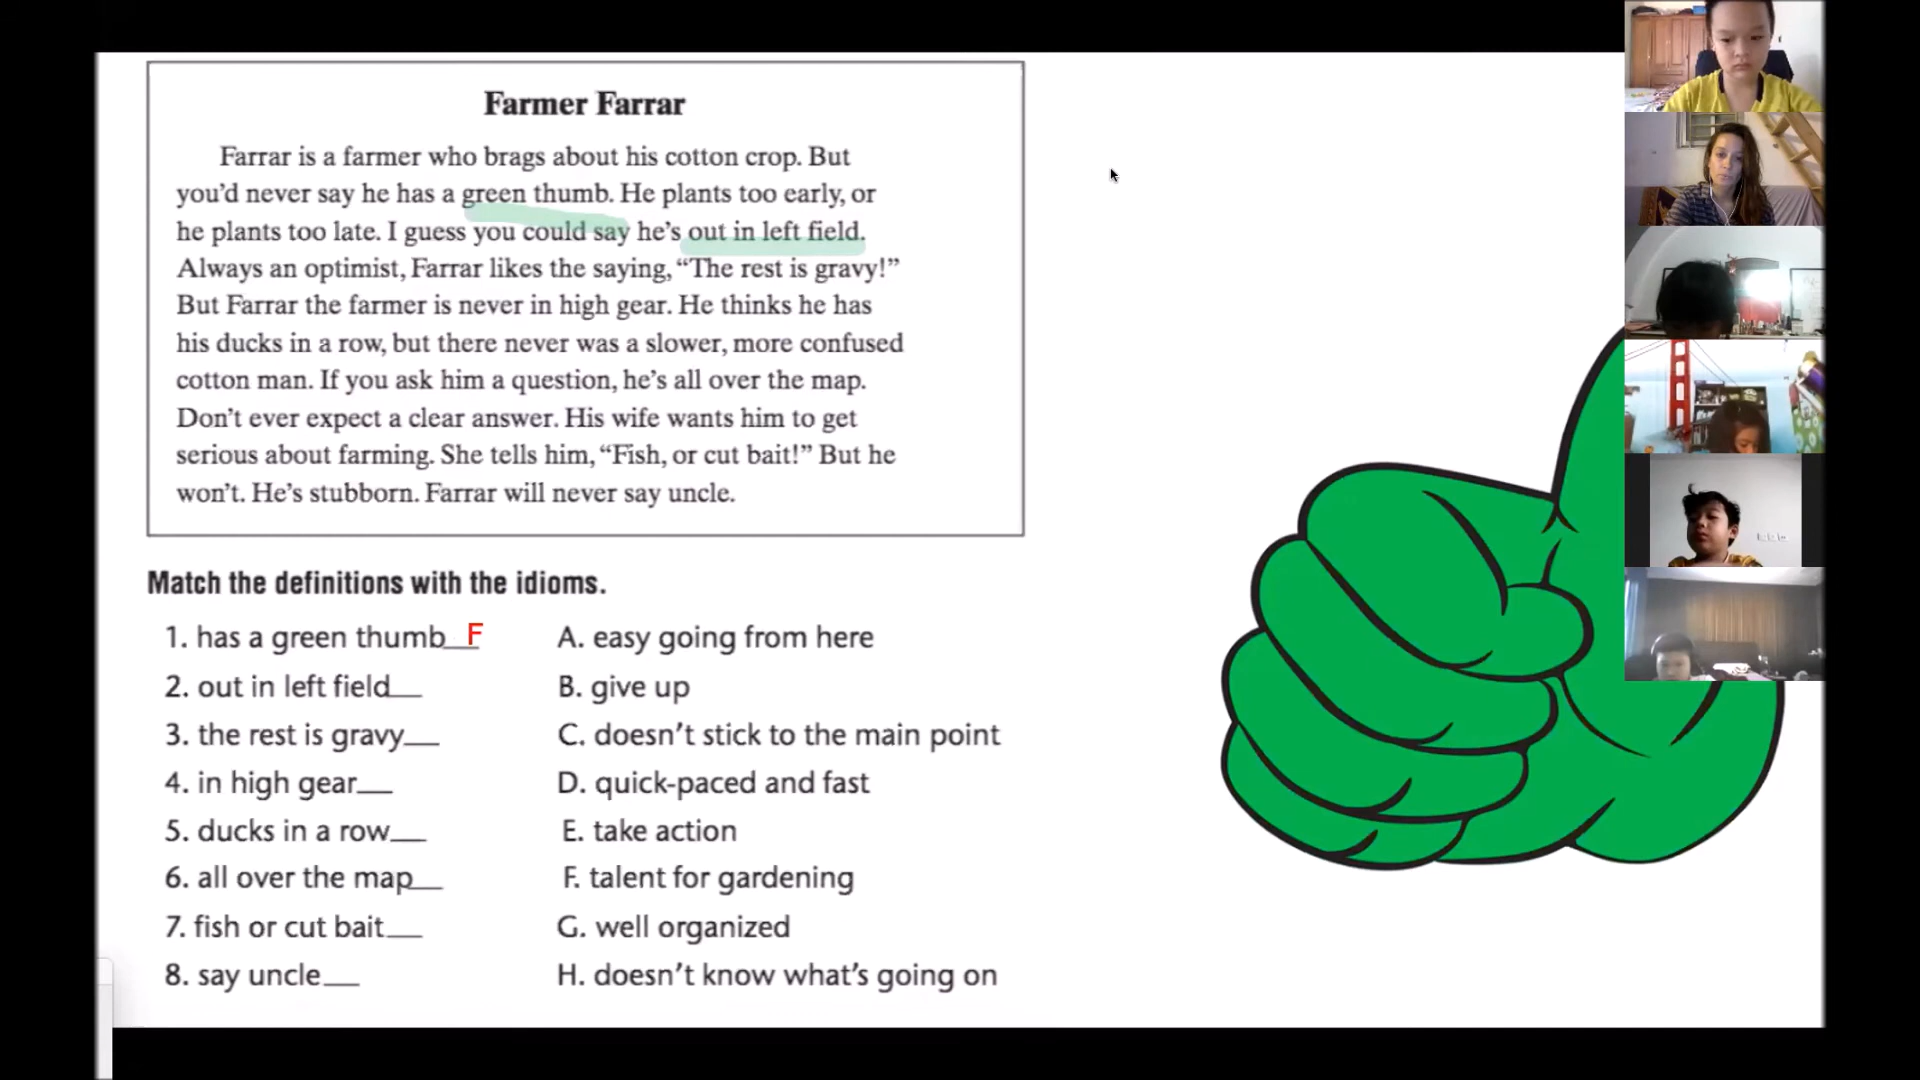 Farmer Farrar
Farrar is a farmer who brags about his cotton crop. But
you'd never say he has a green thumb. He plants too early, or
he plants too late. I guess you could say he's out in left field.
Always an optimist, Farrar likes the saying, “The rest is gravy!”
But Farrar the farmer is never in high gear. He thinks he has
his ducks in a row, but there never was a slower, more confused
cotton man. If you ask him a question, he's all over the map.
Don't ever expect a clear answer. His wife wants him to get
serious about farming. She tells him, “Fish, or cut bait!” But he
won't. He's stubborn. Farrar will never say uncle.
Match the definitions with the idioms.
1. has a green thumb__F
A. easy going from here
2. out in left field__
B. give up
3. the rest is gravy__
C. doesn't stick to the main point
4. in high gear__
D. quick-paced and fast
5. ducks in a row__
E. take action
6. all over the map__
F. talent for gardening
7. fish or cut bait__
G. well organized
8. say uncle__
H. doesn't know what's going on